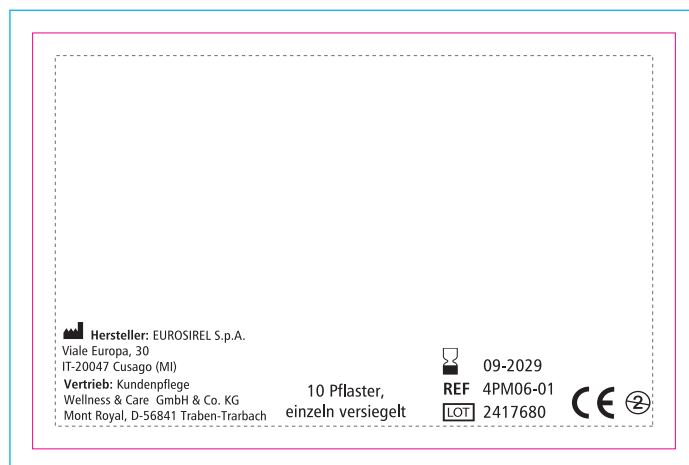 Hersteller: EUROSIREL S.p.A.
Viale Europa, 30
IT-20047 Cusago (MI)
Vertrieb: Kundenpflege
Wellness & Care GmbH & Co. KG
Mont Royal, D-56841 Traben-Trarbach
10 Pflaster,
einzeln versiegelt
09-2029
REF 4PM06-01
LOT 2417680
CE 2